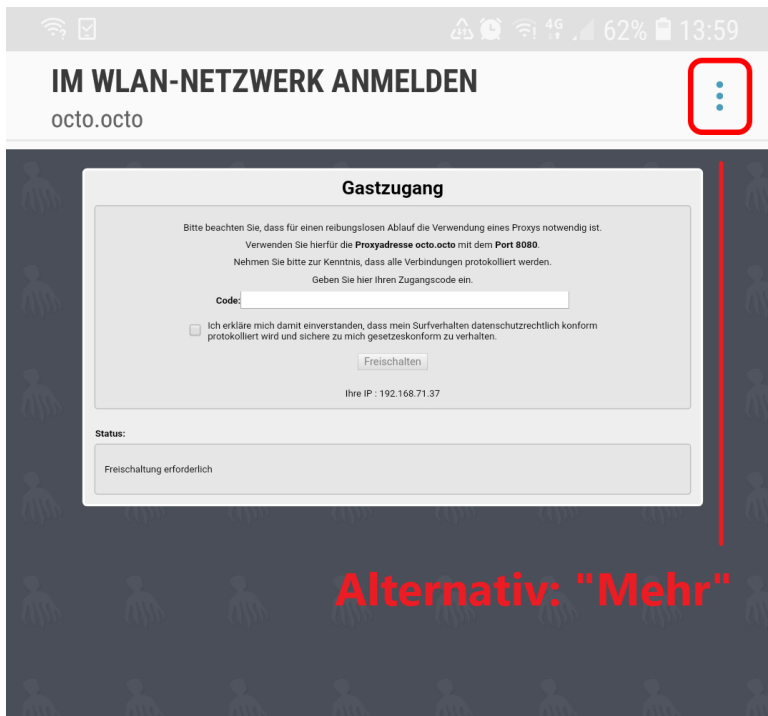 4G 62% 13:59
IM WLAN-NETZWERK ANMELDEN
octo.octo
Gastzugang
Bitte beachten Sie, dass für einen reibungslosen Ablauf die Verwendung eines Proxys notwendig ist.
Verwenden Sie hierfür die Proxyadresse octo.octo mit dem Port 8080.
Nehmen Sie bitte zur Kenntnis, dass alle Verbindungen protokolliert werden.
Geben Sie hier Ihren Zugangscode ein.
Code:
Ich erkläre mich damit einverstanden, dass mein Surfverhalten datenschutzrechtlich konform
protokolliert wird und sichere zu mich gesetzeskonform zu verhalten.
Freischalten
Ihre IP : 192.168.71.37
Status:
Freischaltung erforderlich
Alternativ: "Mehr"